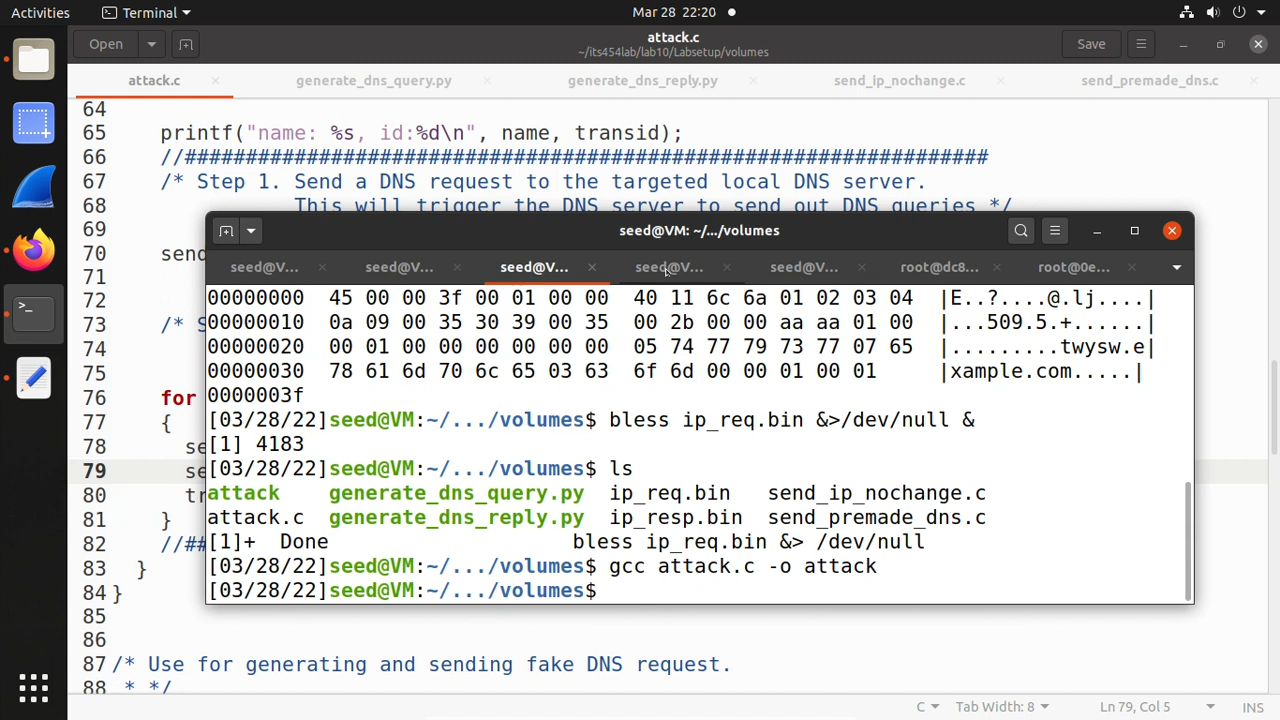 Activities
Terminal
Mar 28 22:20
Open
attack.c
~/its454lab/lab10/Labsetup/volumes
Save
attack.c
generate_dns_query.py
generate_dns_reply.py
send_ip_nochange.c
send_premade_dns.c
64
65 printf("name: %s, id:%d\n", name, transid);
66 //##################################################################
67 /* Step 1. Send a DNS request to the targeted local DNS server.
68 This will trigger the DNS server to send out DNS queries */
69
70 send
71
72
73 /* S
74
75
76 for
77 {
78 se
79 se
80 tr
81 }
82 //##
83 }
84 }
85
86
87 /* Use for generating and sending fake DNS request.
88 * */
seed@VM: ~/.../volumes
seed@V...
seed@V...
seed@V...
seed@V...
seed@V...
root@dc8...
root@0e...
00000000 45 00 00 3f 00 01 00 00 40 11 6c 6a 01 02 03 04 |E..?....@.lj....|
00000010 0a 09 00 35 30 39 00 35 00 2b 00 00 aa aa 01 00 |...509.5.+......|
00000020 00 01 00 00 00 00 00 00 05 74 77 79 73 77 07 65 |.........twysw.e|
00000030 78 61 6d 70 6c 65 03 63 6f 6d 00 00 01 00 01 |xample.com.....|
0000003f
[03/28/22]seed@VM:~/.../volumes$ bless ip_req.bin &>/dev/null &
[1] 4183
[03/28/22]seed@VM:~/.../volumes$ ls
attack generate_dns_query.py ip_req.bin send_ip_nochange.c
attack.c generate_dns_reply.py ip_resp.bin send_premade_dns.c
[1]+ Done bless ip_req.bin &> /dev/null
[03/28/22]seed@VM:~/.../volumes$ gcc attack.c -o attack
[03/28/22]seed@VM:~/.../volumes$
C
Tab Width: 8
Ln 79, Col 5
INS